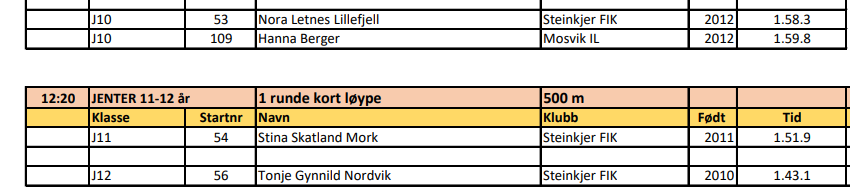 J10 53 Nora Letnes Lillefjell Steinkjer FIK 2012 1.58.3
J10 109 Hanna Berger Mosvik IL 2012 1.59.8
12:20 JENTER 11-12 år 1 runde kort løype 500 m
Klasse Startnr Navn Klubb Født Tid
J11 54 Stina Skatland Mork Steinkjer FIK 2011 1.51.9
J12 56 Tonje Gynnild Nordvik Steinkjer FIK 2010 1.43.1